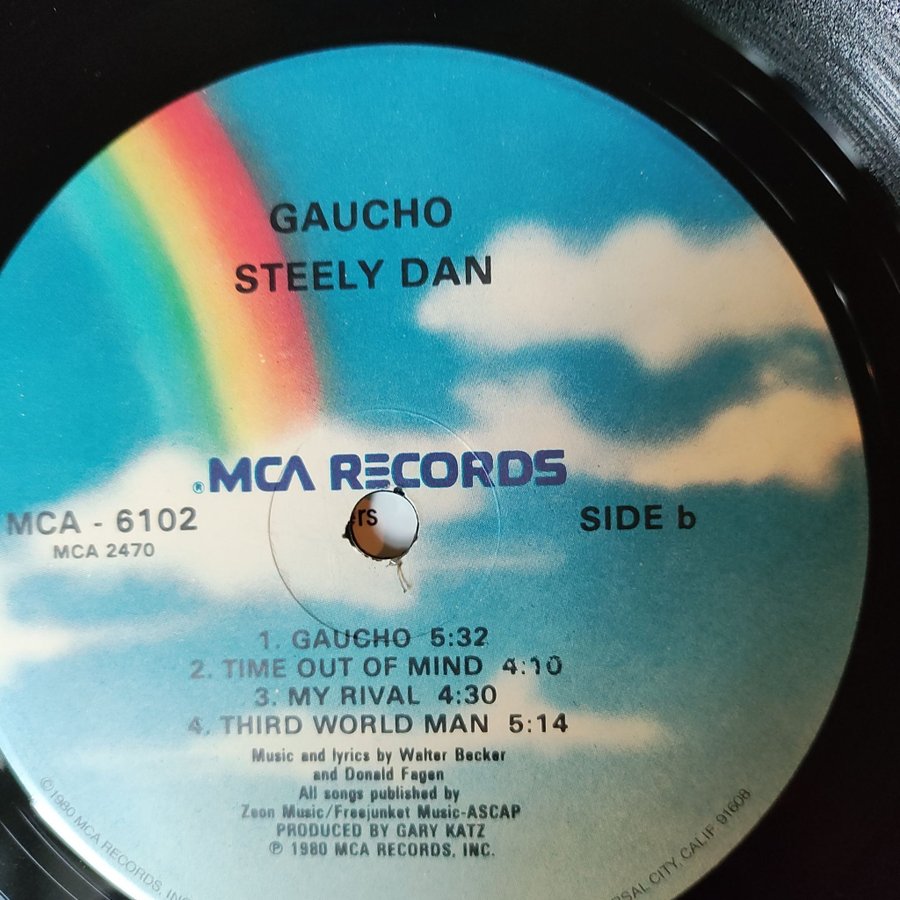 GAUCHO
STEELY DAN
®MCA RECORDS
MCA - 6102
MCA 2470
SIDE b
ers
1. GAUCHO 5:32
2. TIME OUT OF MIND 4:10
3. MY RIVAL 4:30
4. THIRD WORLD MAN 5:14
Music and lyrics by Walter Becker
and Donald Fagen
All songs published by
Zeon Music/Freejunket Music-ASCAP
PRODUCED BY GARY KATZ
℗ 1980 MCA RECORDS, INC.
©1980 MCA RECORDS, IN
RSAL CITY, CALIF 91608